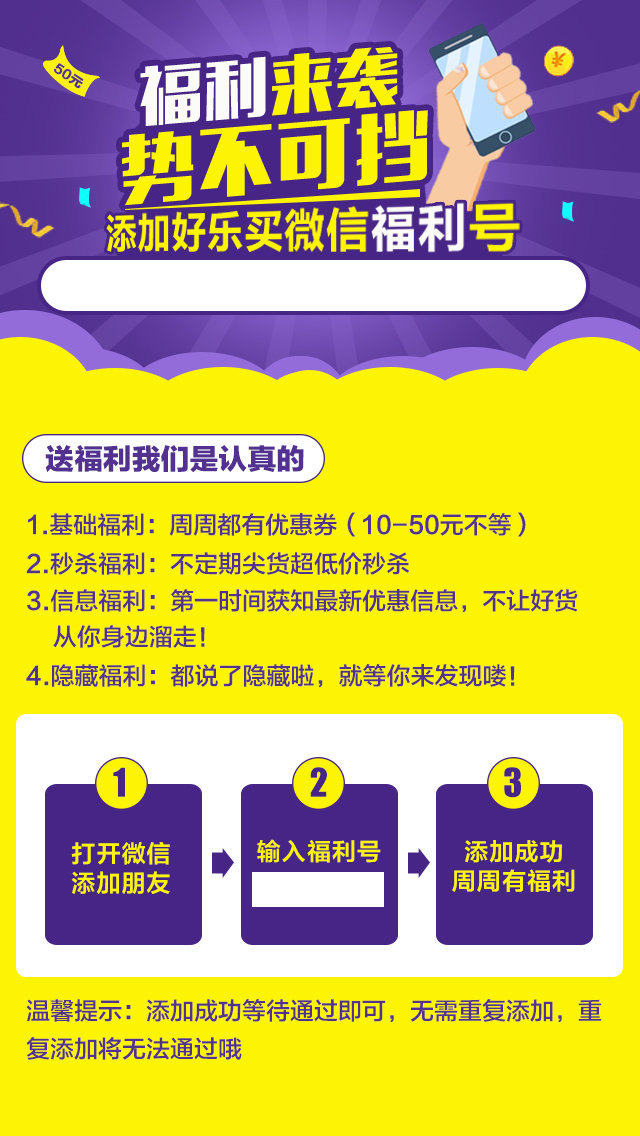 50元
¥
福利来袭
势不可挡
添加好乐买微信福利号
送福利我们是认真的
1.基础福利：周周都有优惠券（10-50元不等）
2.秒杀福利：不定期尖货超低价秒杀
3.信息福利：第一时间获知最新优惠信息，不让好货
从你身边溜走！
4.隐藏福利：都说了隐藏啦，就等你来发现喽！
1
打开微信
添加朋友
2
输入福利号
3
添加成功
周周有福利
温馨提示：添加成功等待通过即可，无需重复添加，重
复添加将无法通过哦